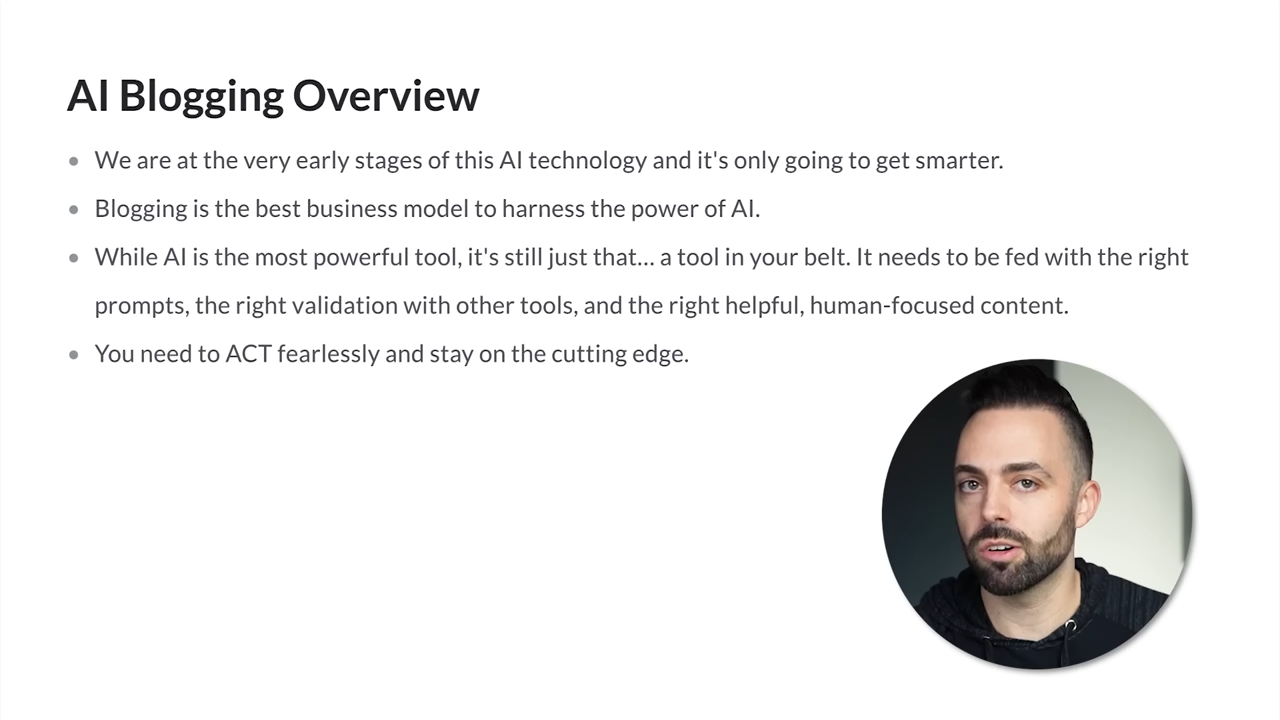 AI Blogging Overview
• We are at the very early stages of this AI technology and it's only going to get smarter.
• Blogging is the best business model to harness the power of AI.
• While AI is the most powerful tool, it's still just that... a tool in your belt. It needs to be fed with the right
prompts, the right validation with other tools, and the right helpful, human-focused content.
• You need to ACT fearlessly and stay on the cutting edge.